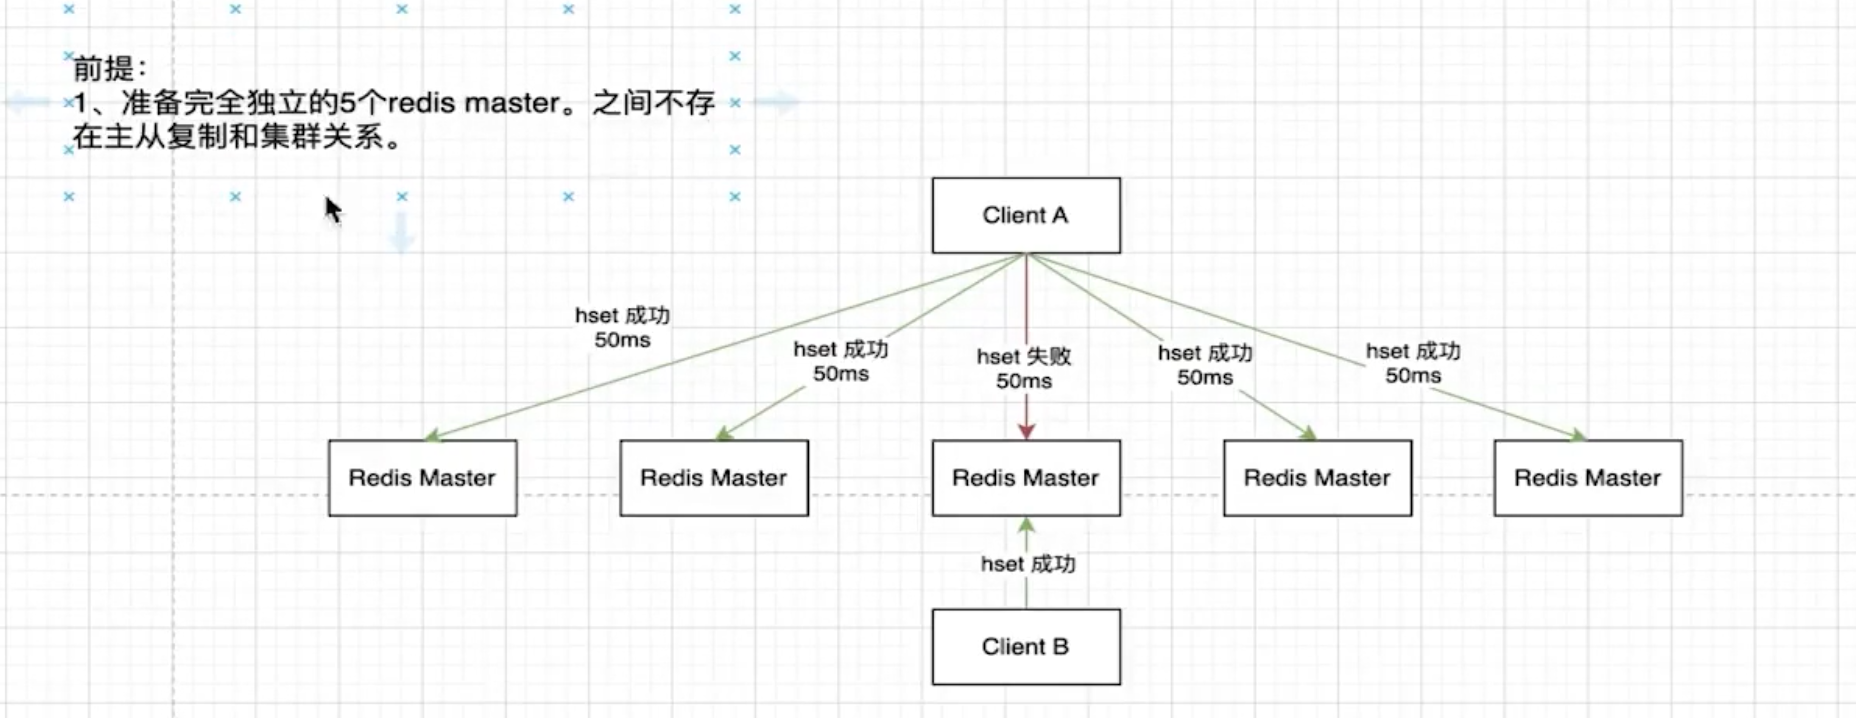 前提：
1、准备完全独立的5个redis master。之间不存
在主从复制和集群关系。
Client A
hset 成功
50ms
hset 成功
50ms
hset 失败
50ms
hset 成功
50ms
hset 成功
50ms
Redis Master
Redis Master
Redis Master
Redis Master
Redis Master
hset 成功
Client B